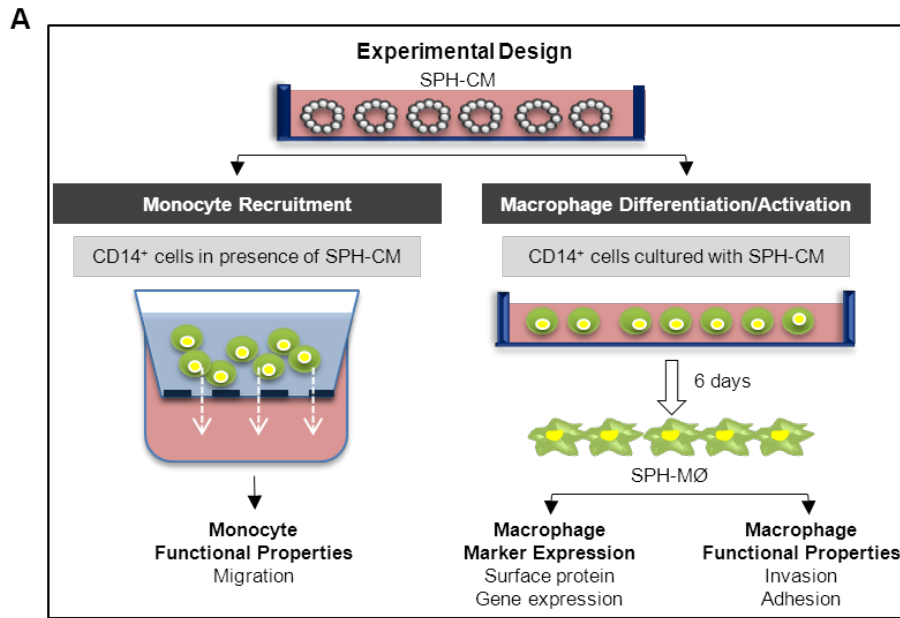 A
Experimental Design
SPH-CM
Monocyte Recruitment
CD14⁺ cells in presence of SPH-CM
Monocyte
Functional Properties
Migration
Macrophage Differentiation/Activation
CD14⁺ cells cultured with SPH-CM
6 days
SPH-MØ
Macrophage
Marker Expression
Surface protein
Gene expression
Macrophage
Functional Properties
Invasion
Adhesion